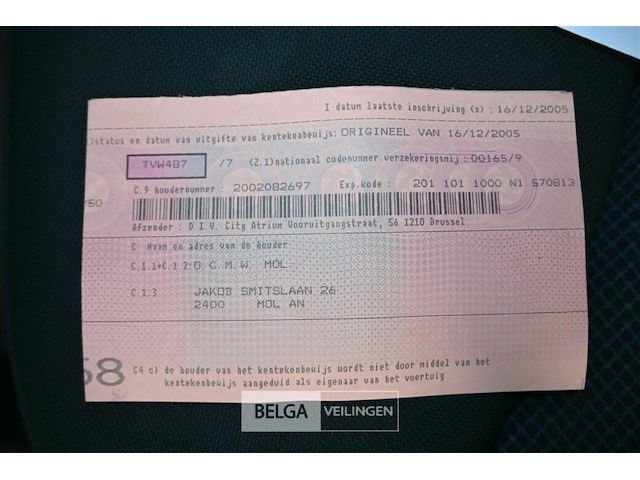 I datum laatste inschrijving (s) : 16/12/2005
)status en datum van uitgifte van kentekenbewijs: ORIGINEEL VAN 16/12/2005
TVW487 /7 (Z.1)nationaal codenummer verzekeringsmij : 00165/9
C.9 houdernummer : 2002082697 Exp.kode : 201 101 1000 N1 570813
750
Afzender : D.I.V. City Atrium Vooruitgangstraat, 56 1210 Brussel
C Naam en adres van de houder
C.1.1+C.1.2:O.C.M.W. MOL
C.1.3 JAKOB SMITSLAAN 26
2400 MOL AN
68 C4 c) de houder van het kentekenbewijs wordt niet door middel van het
kentekenbewijs aangeduid als eigenaar van het voertuig
BELGA VEILINGEN